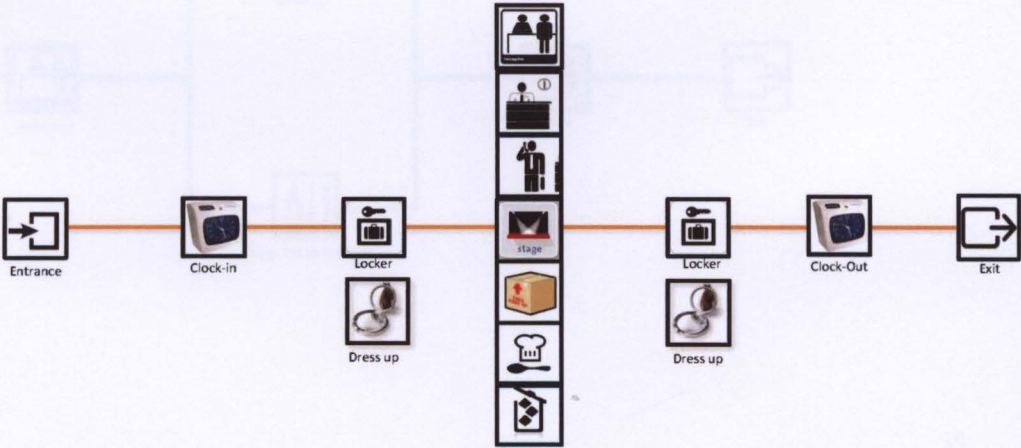 stage
Entrance
Clock-in
Locker
Locker
Clock-Out
Exit
Dress up
Dress up